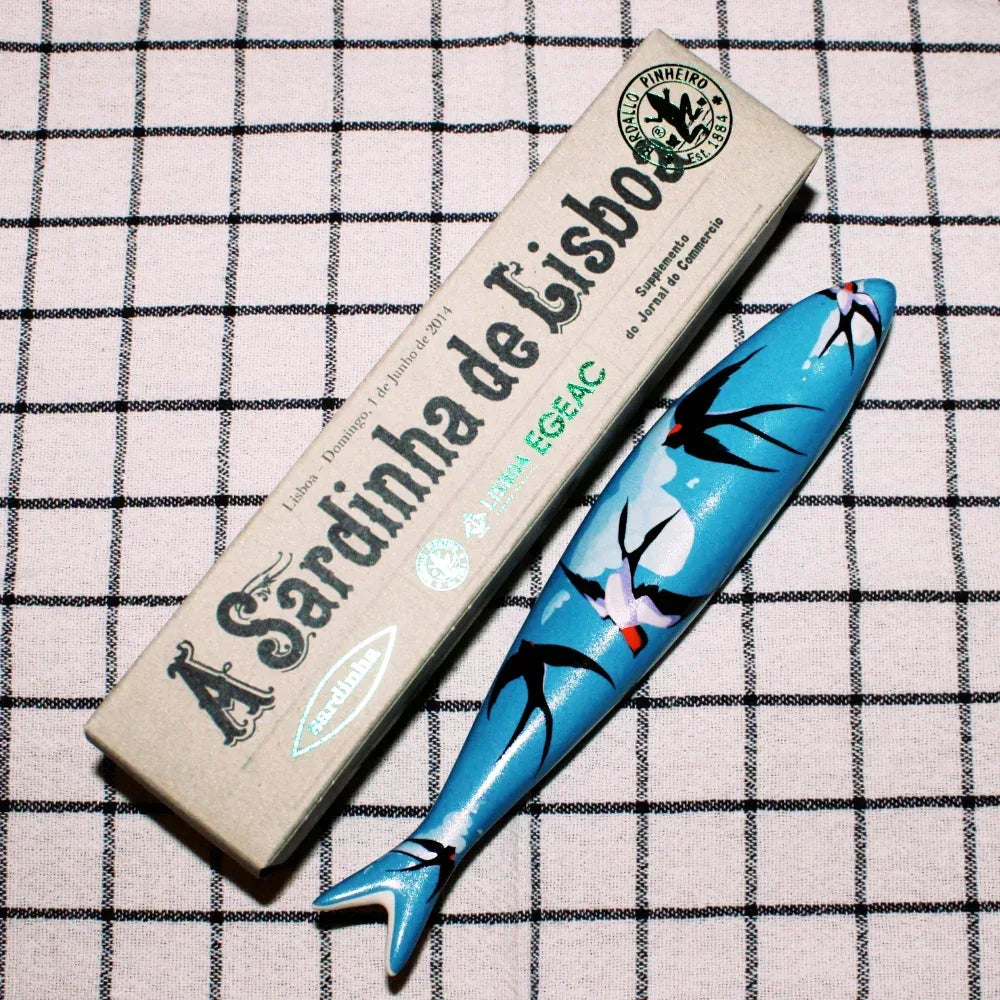 BORDALLO PINHEIRO
®
Est. 1884
Lisboa - Domingo, 1 de Junho de 2014
A Sardinha de Lisboa
Supplemento
do Jornal do Commercio
LISBOA EGEAC
sardinha